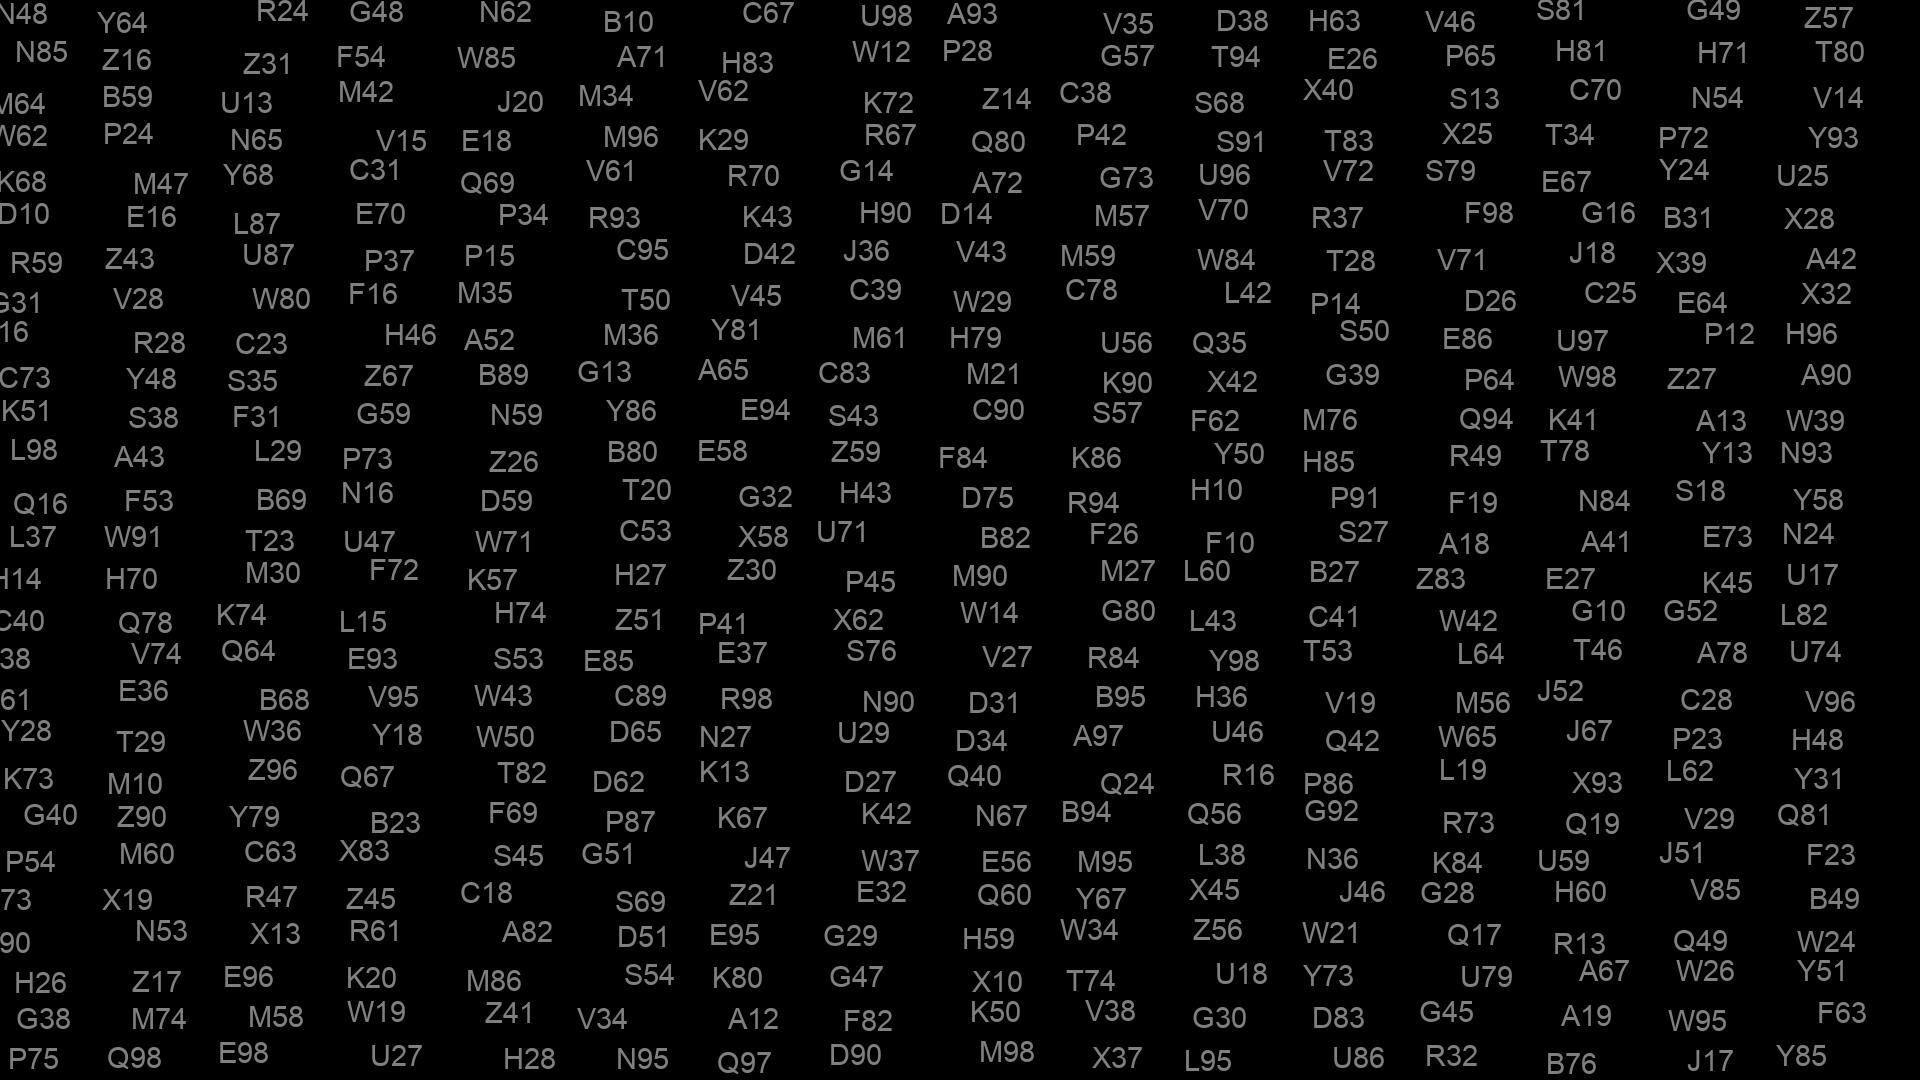 N48 Y64 R24 G48 N62 B10 C67 U98 A93 V35 D38 H63 V46 S81 G49 Z57
N85 Z16 Z31 F54 W85 A71 H83 W12 P28 G57 T94 E26 P65 H81 H71 T80
M64 B59 U13 M42 J20 M34 V62 K72 Z14 C38 S68 X40 S13 C70 N54 V14
W62 P24 N65 V15 E18 M96 K29 R67 Q80 P42 S91 T83 X25 T34 P72 Y93
K68 M47 Y68 C31 Q69 V61 R70 G14 A72 G73 U96 V72 S79 E67 Y24 U25
D10 E16 L87 E70 P34 R93 K43 H90 D14 M57 V70 R37 F98 G16 B31 X28
R59 Z43 U87 P37 P15 C95 D42 J36 V43 M59 W84 T28 V71 J18 X39 A42
G31 V28 W80 F16 M35 T50 V45 C39 W29 C78 L42 P14 D26 C25 E64 X32
16 R28 C23 H46 A52 M36 Y81 M61 H79 U56 Q35 S50 E86 U97 P12 H96
C73 Y48 S35 Z67 B89 G13 A65 C83 M21 K90 X42 G39 P64 W98 Z27 A90
K51 S38 F31 G59 N59 Y86 E94 S43 C90 S57 F62 M76 Q94 K41 A13 W39
L98 A43 L29 P73 Z26 B80 E58 Z59 F84 K86 Y50 H85 R49 T78 Y13 N93
Q16 F53 B69 N16 D59 T20 G32 H43 D75 R94 H10 P91 F19 N84 S18 Y58
L37 W91 T23 U47 W71 C53 X58 U71 B82 F26 F10 S27 A18 A41 E73 N24
H14 H70 M30 F72 K57 H27 Z30 P45 M90 M27 L60 B27 Z83 E27 K45 U17
C40 Q78 K74 L15 H74 Z51 P41 X62 W14 G80 L43 C41 W42 G10 G52 L82
38 V74 Q64 E93 S53 E85 E37 S76 V27 R84 Y98 T53 L64 T46 A78 U74
61 E36 B68 V95 W43 C89 R98 N90 D31 B95 H36 V19 M56 J52 C28 V96
Y28 T29 W36 Y18 W50 D65 N27 U29 D34 A97 U46 Q42 W65 J67 P23 H48
K73 M10 Z96 Q67 T82 D62 K13 D27 Q40 Q24 R16 P86 L19 X93 L62 Y31
G40 Z90 Y79 B23 F69 P87 K67 K42 N67 B94 Q56 G92 R73 Q19 V29 Q81
P54 M60 C63 X83 S45 G51 J47 W37 E56 M95 L38 N36 K84 U59 J51 F23
73 X19 R47 Z45 C18 S69 Z21 E32 Q60 Y67 X45 J46 G28 H60 V85 B49
90 N53 X13 R61 A82 D51 E95 G29 H59 W34 Z56 W21 Q17 R13 Q49 W24
H26 Z17 E96 K20 M86 S54 K80 G47 X10 T74 U18 Y73 U79 A67 W26 Y51
G38 M74 M58 W19 Z41 V34 A12 F82 K50 V38 G30 D83 G45 A19 W95 F63
P75 Q98 E98 U27 H28 N95 Q97 D90 M98 X37 L95 U86 R32 B76 J17 Y85